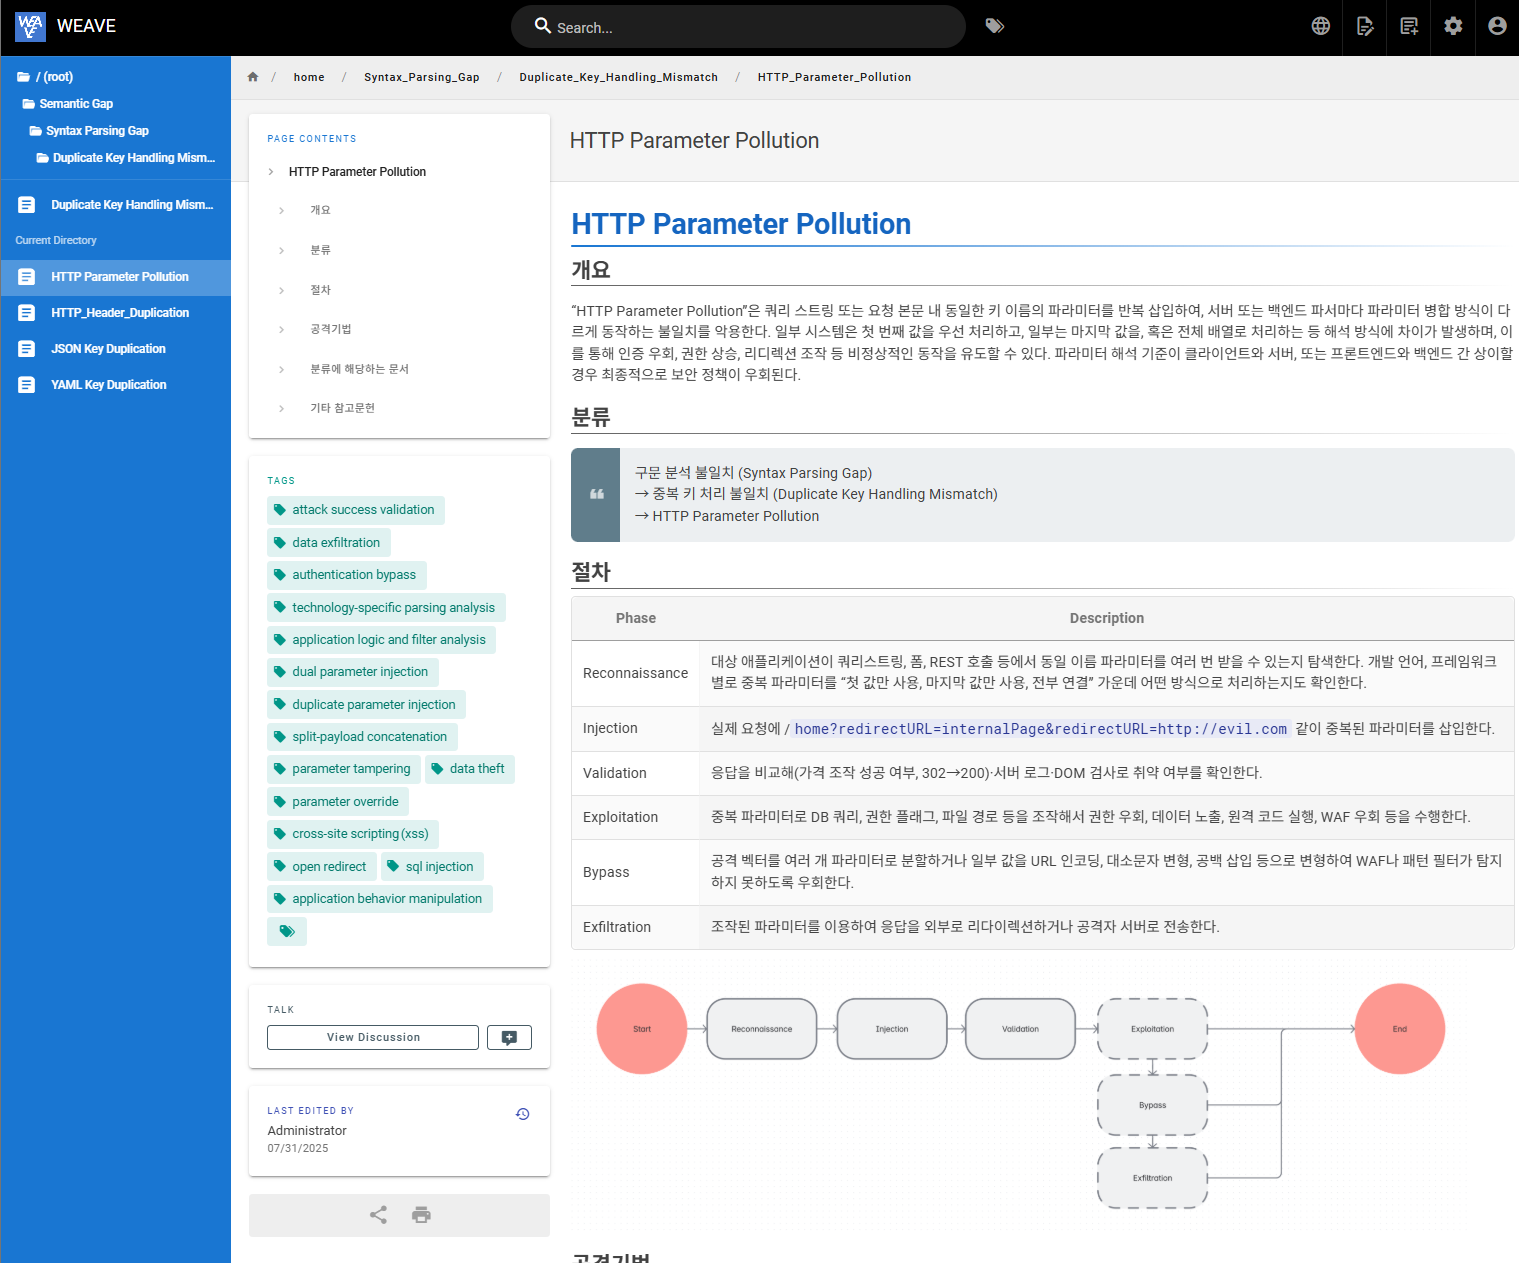 WEAVE
Search...
/ (root)
Semantic Gap
Syntax Parsing Gap
Duplicate Key Handling Mism...
Duplicate Key Handling Mism...
Current Directory
HTTP Parameter Pollution
HTTP_Header_Duplication
JSON Key Duplication
YAML Key Duplication
/ home / Syntax_Parsing_Gap / Duplicate_Key_Handling_Mismatch / HTTP_Parameter_Pollution
PAGE CONTENTS
HTTP Parameter Pollution
개요
분류
절차
공격기법
분류에 해당하는 문서
기타 참고문헌
TAGS
attack success validation
data exfiltration
authentication bypass
technology-specific parsing analysis
application logic and filter analysis
dual parameter injection
duplicate parameter injection
split-payload concatenation
parameter tampering data theft
parameter override
cross-site scripting (xss)
open redirect sql injection
application behavior manipulation
TALK
View Discussion
LAST EDITED BY
Administrator
07/31/2025
HTTP Parameter Pollution
HTTP Parameter Pollution
개요
“HTTP Parameter Pollution”은 쿼리 스트링 또는 요청 본문 내 동일한 키 이름의 파라미터를 반복 삽입하여, 서버 또는 백엔드 파서마다 파라미터 병합 방식이 다
르게 동작하는 불일치를 악용한다. 일부 시스템은 첫 번째 값을 우선 처리하고, 일부는 마지막 값을, 혹은 전체 배열로 처리하는 등 해석 방식에 차이가 발생하며, 이
를 통해 인증 우회, 권한 상승, 리디렉션 조작 등 비정상적인 동작을 유도할 수 있다. 파라미터 해석 기준이 클라이언트와 서버, 또는 프론트엔드와 백엔드 간 상이할
경우 최종적으로 보안 정책이 우회된다.
분류
구문 분석 불일치 (Syntax Parsing Gap)
→ 중복 키 처리 불일치 (Duplicate Key Handling Mismatch)
→ HTTP Parameter Pollution
절차
Phase Description
Reconnaissance 대상 애플리케이션이 쿼리스트링, 폼, REST 호출 등에서 동일 이름 파라미터를 여러 번 받을 수 있는지 탐색한다. 개발 언어, 프레임워크
별로 중복 파라미터를 “첫 값만 사용, 마지막 값만 사용, 전부 연결” 가운데 어떤 방식으로 처리하는지도 확인한다.
Injection 실제 요청에 /home?redirectURL=internalPage&redirectURL=http://evil.com 같이 중복된 파라미터를 삽입한다.
Validation 응답을 비교해(가격 조작 성공 여부, 302→200)·서버 로그·DOM 검사로 취약 여부를 확인한다.
Exploitation 중복 파라미터로 DB 쿼리, 권한 플래그, 파일 경로 등을 조작해서 권한 우회, 데이터 노출, 원격 코드 실행, WAF 우회 등을 수행한다.
Bypass 공격 벡터를 여러 개 파라미터로 분할하거나 일부 값을 URL 인코딩, 대소문자 변형, 공백 삽입 등으로 변형하여 WAF나 패턴 필터가 탐지
하지 못하도록 우회한다.
Exfiltration 조작된 파라미터를 이용하여 응답을 외부로 리다이렉션하거나 공격자 서버로 전송한다.
Start Reconnaissance Injection Validation Exploitation End
Bypass
Exfiltration
공격기법